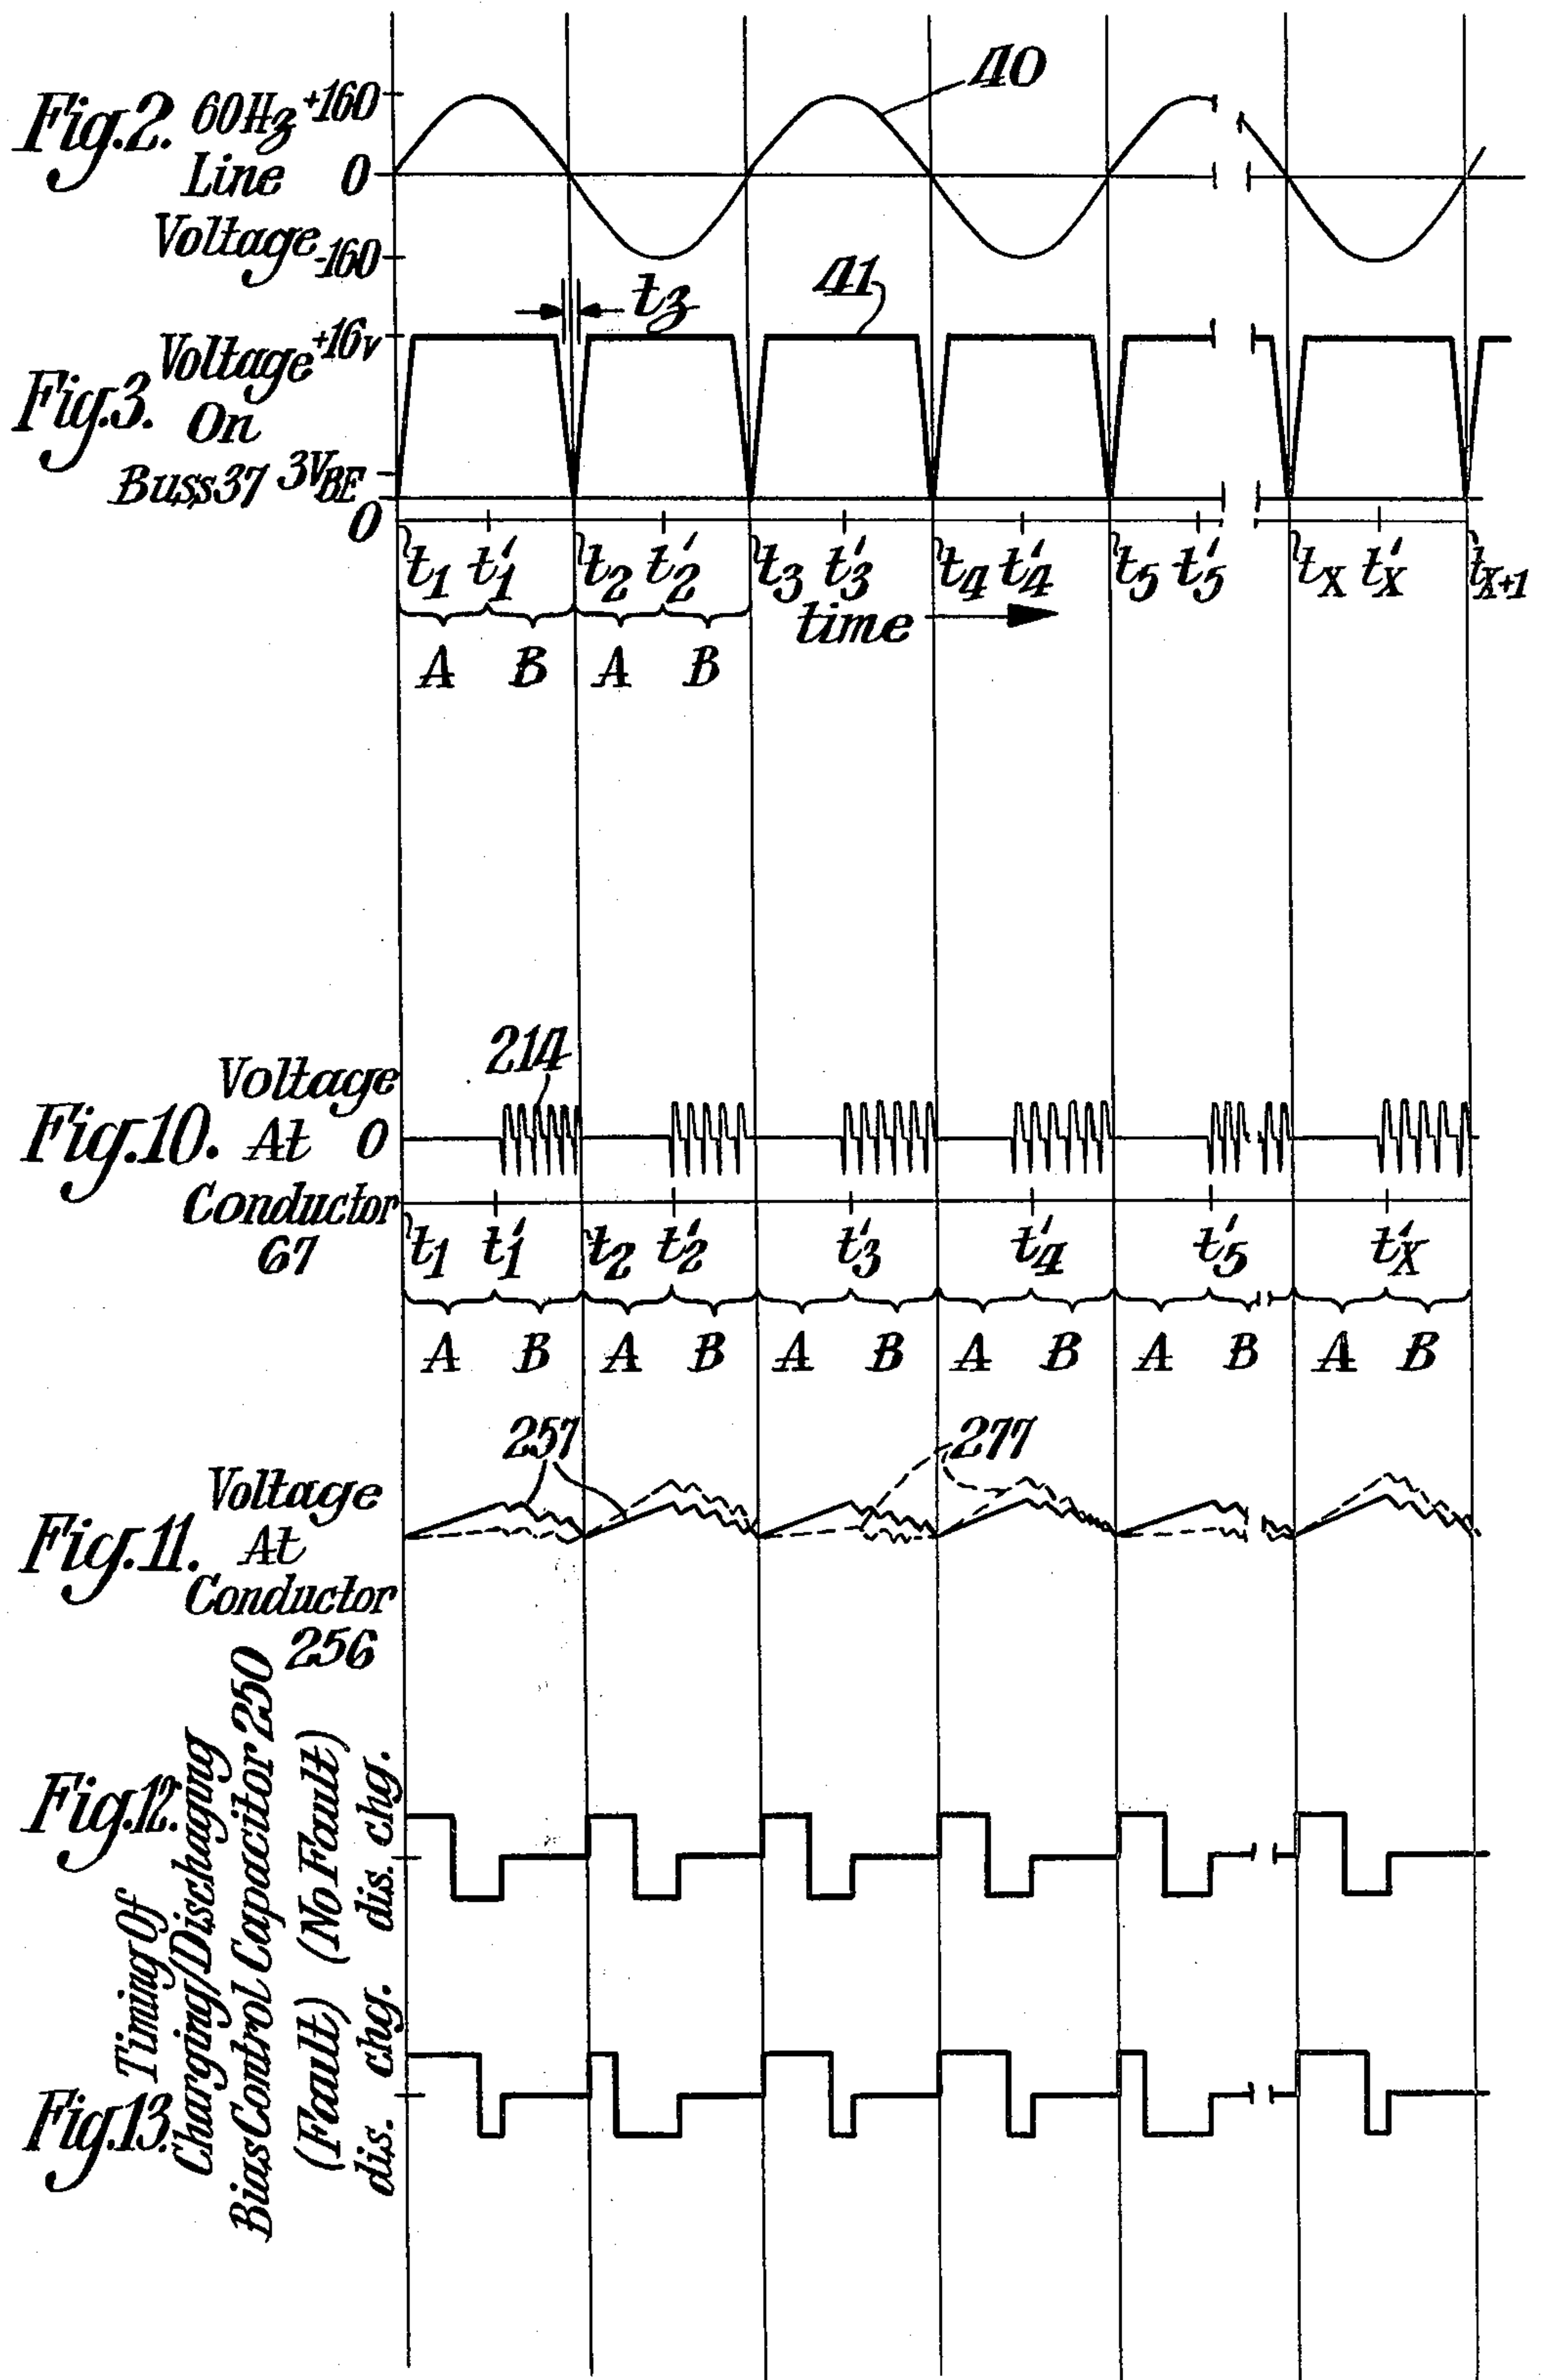 Fig.2. 60Hz +160
Line 0
Voltage -160
40
tz
41
Fig.3. Voltage +16v
On
Buss37 3VBE
0
t1 t'1 t2 t'2 t3 t'3 t4 t'4 t5 t'5 tX t'X tX+1
time
A B A B
214
Fig.10. Voltage
At 0
Conductor
67
t1 t'1 t2 t'2 t'3 t'4 t'5 t'X
A B A B A B A B A B A B
257
277
Fig.11. Voltage
At
Conductor
256
Fig.12.
Fig.13.
Timing Of
Charging/Dischaging
Bias Control Capacitor 250
(Fault) (No Fault)
dis. chg. dis. chg.